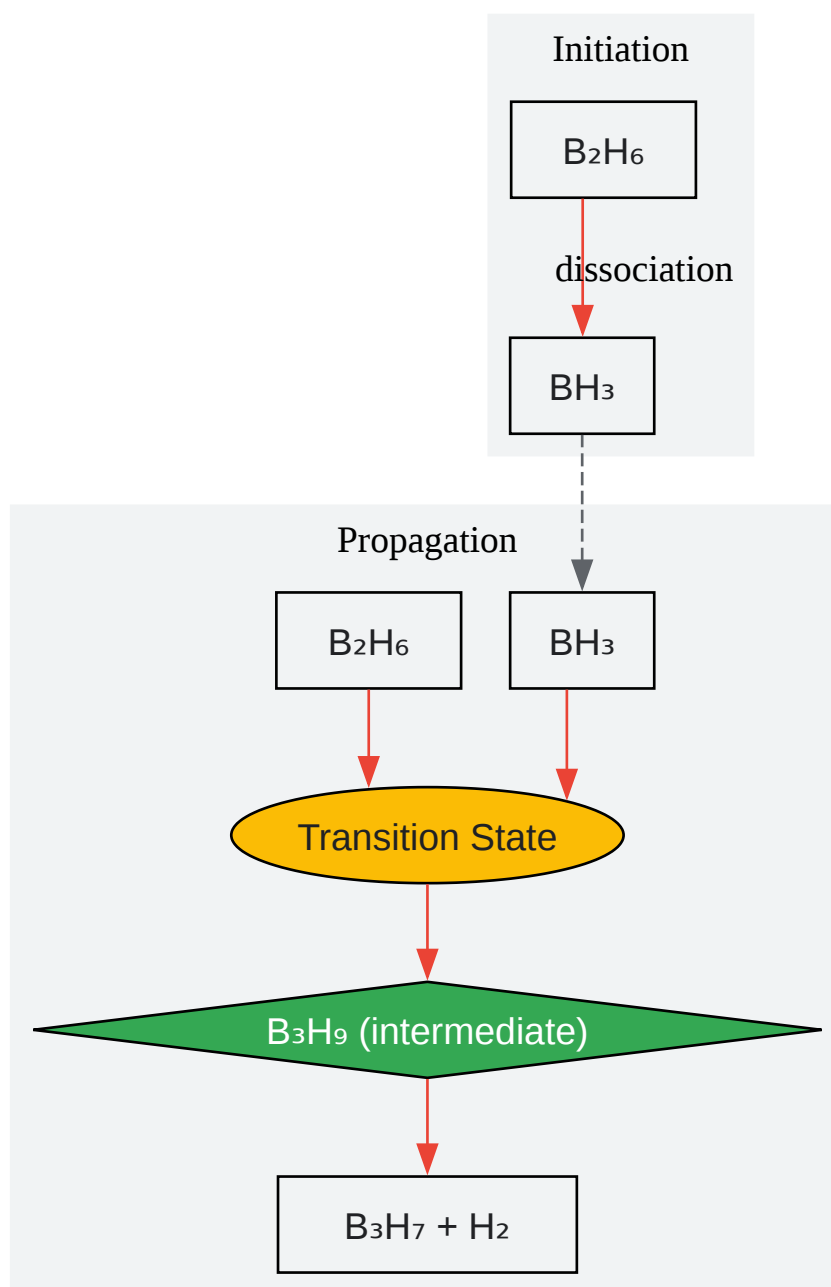 Initiation
B₂H₆
dissociation
BH₃
Propagation
B₂H₆
BH₃
Transition State
B₃H₉ (intermediate)
B₃H₇ + H₂